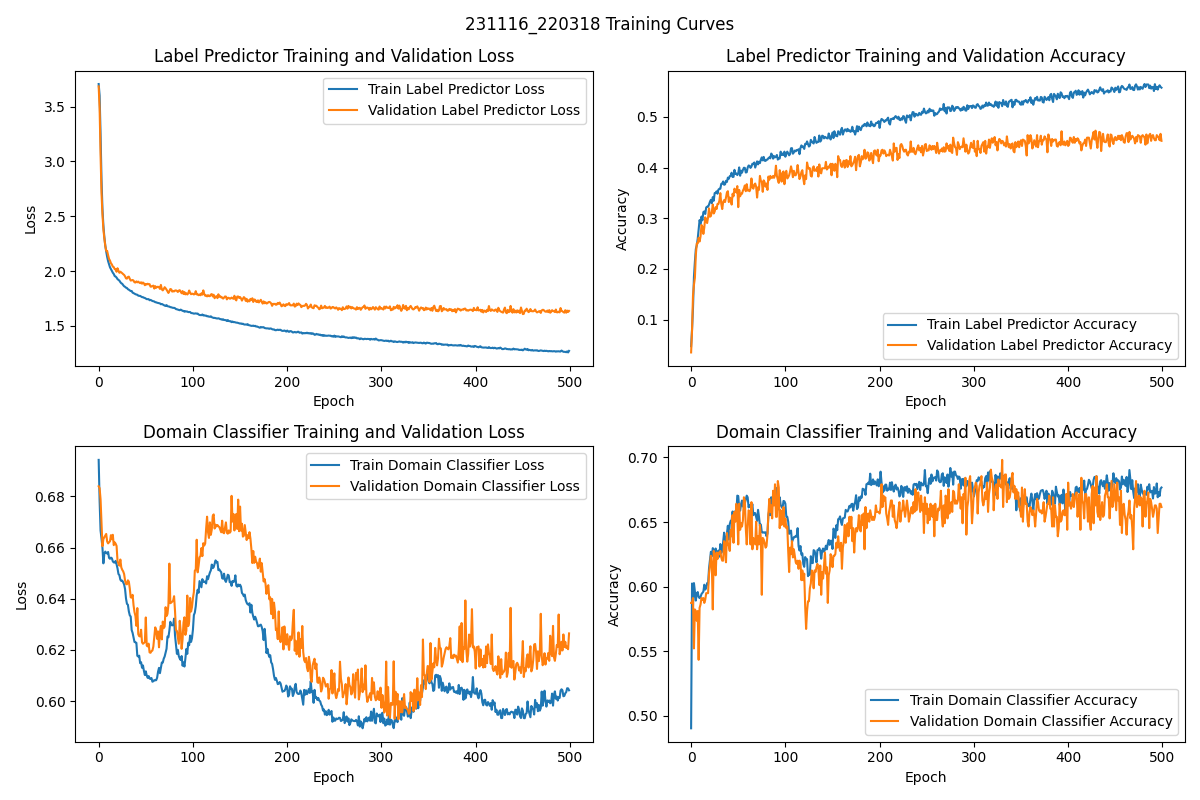 231116_220318 Training Curves
Label Predictor Training and Validation Loss
Train Label Predictor Loss
Validation Label Predictor Loss
3.5
3.0
2.5
2.0
1.5
Loss
0 100 200 300 400 500
Epoch
Label Predictor Training and Validation Accuracy
0.5
0.4
0.3
0.2
0.1
Accuracy
Train Label Predictor Accuracy
Validation Label Predictor Accuracy
0 100 200 300 400 500
Epoch
Domain Classifier Training and Validation Loss
Train Domain Classifier Loss
Validation Domain Classifier Loss
0.68
0.66
0.64
0.62
0.60
Loss
0 100 200 300 400 500
Epoch
Domain Classifier Training and Validation Accuracy
0.70
0.65
0.60
0.55
0.50
Accuracy
Train Domain Classifier Accuracy
Validation Domain Classifier Accuracy
0 100 200 300 400 500
Epoch